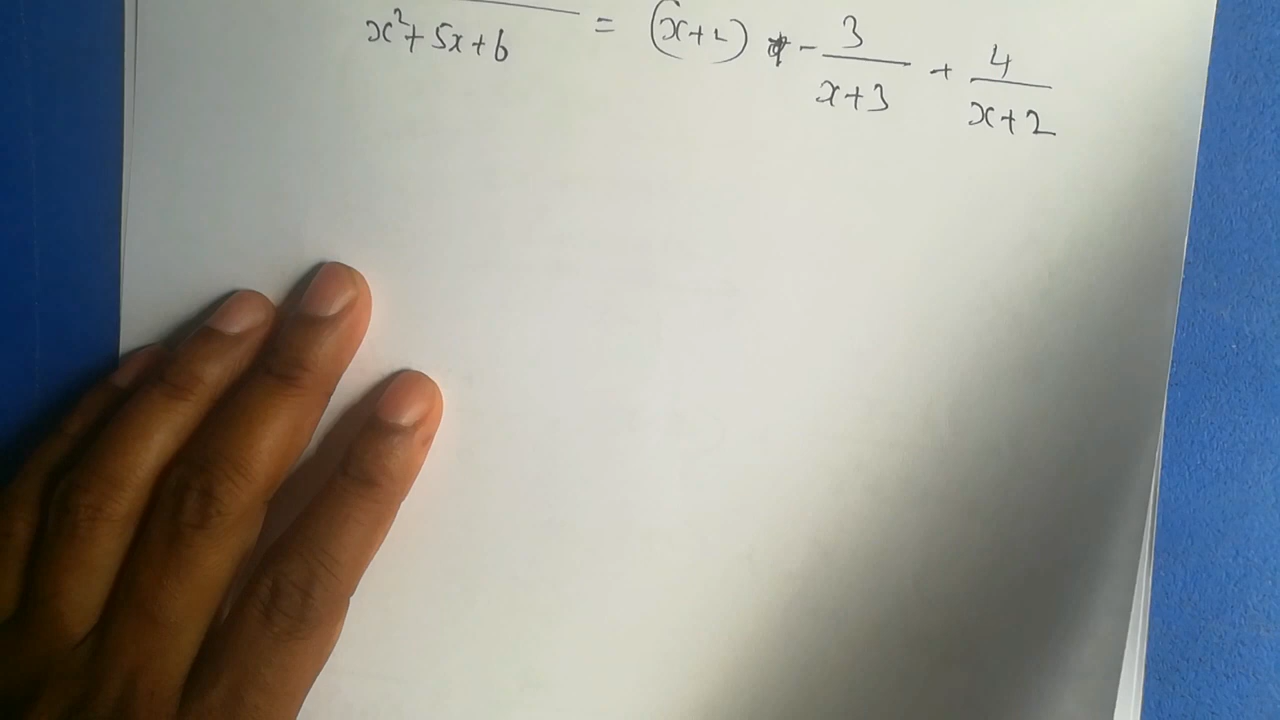 x²+5x+6 = (x+2) - 3/x+3 + 4/x+2